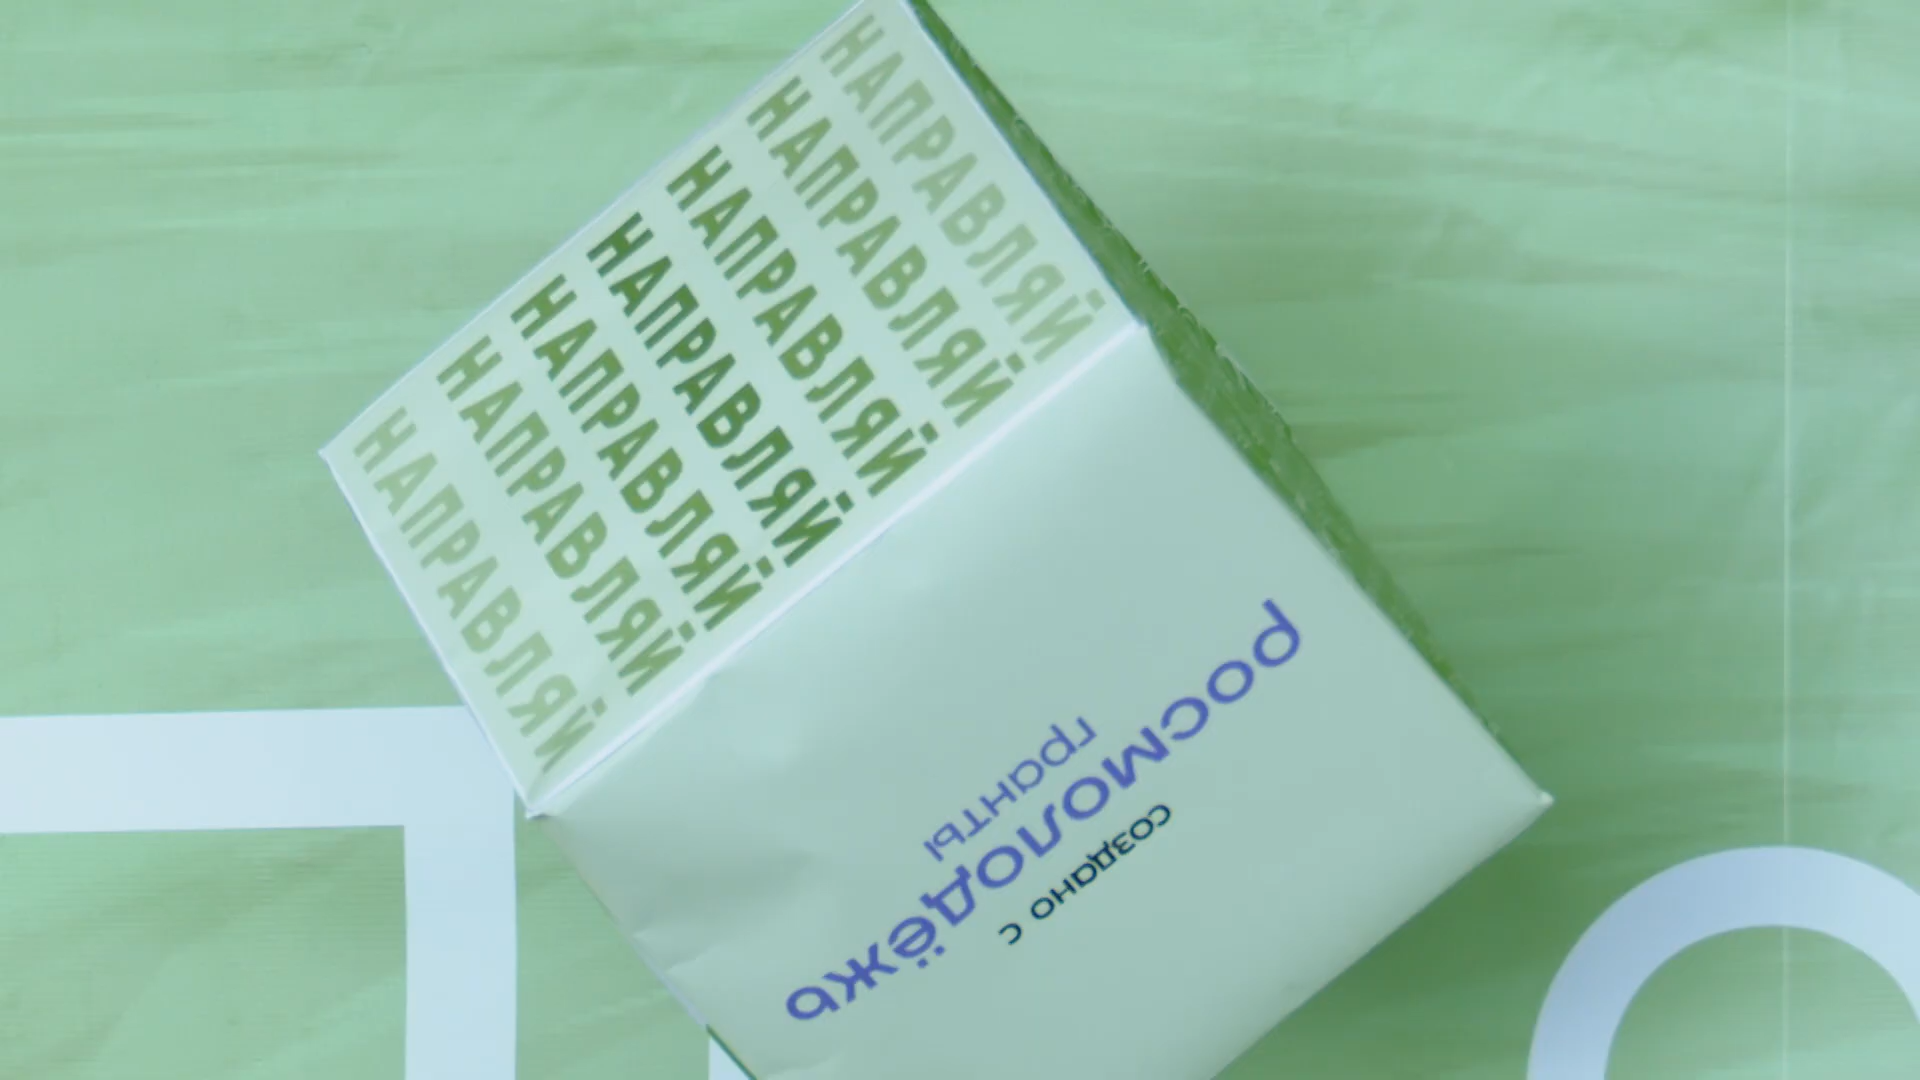 НАПРАВЛЯЙ
НАПРАВЛЯЙ
НАПРАВЛЯЙ
НАПРАВЛЯЙ
НАПРАВЛЯЙ
НАПРАВЛЯЙ
НАПРАВЛЯЙ
создано с
росмолодёжь
гранты